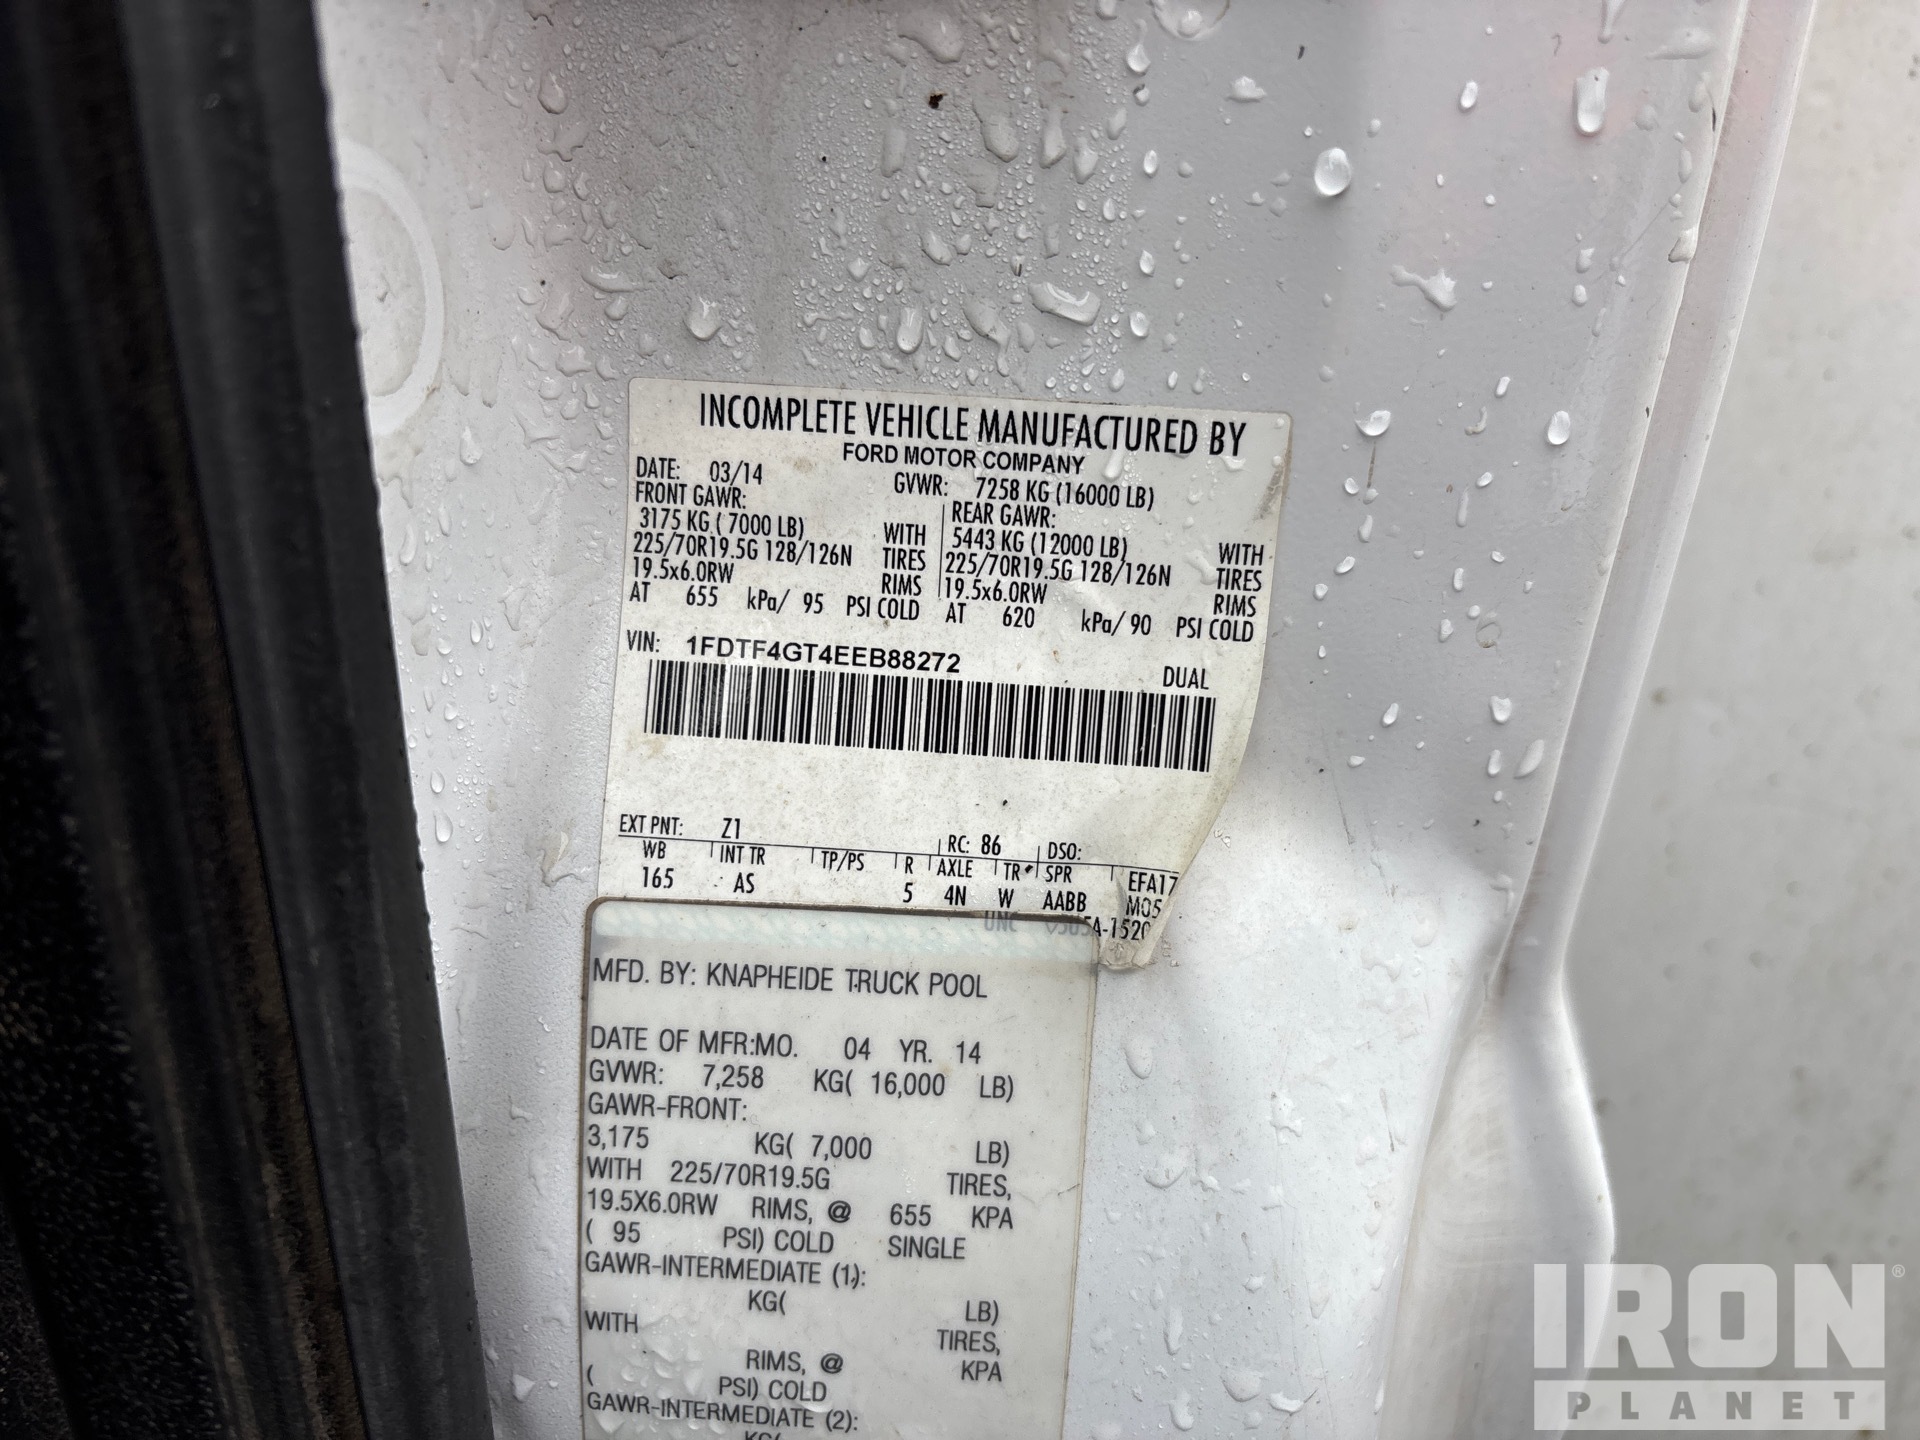 INCOMPLETE VEHICLE MANUFACTURED BY
FORD MOTOR COMPANY
DATE: 03/14 GVWR: 7258 KG (16000 LB)
FRONT GAWR: REAR GAWR:
3175 KG ( 7000 LB) WITH 5443 KG (12000 LB) WITH
225/70R19.5G 128/126N TIRES 225/70R19.5G 128/126N TIRES
19.5x6.0RW RIMS 19.5x6.0RW RIMS
AT 655 kPa/ 95 PSI COLD AT 620 kPa/ 90 PSI COLD
VIN: 1FDTF4GT4EEB88272 DUAL
EXT PNT: Z1 RC: 86 DSO:
WB INT TR TP/PS R AXLE TR SPR EFA17
165 AS 5 4N W AABB M05
UNC A-1520
MFD. BY: KNAPHEIDE TRUCK POOL
DATE OF MFR:MO. 04 YR. 14
GVWR: 7,258 KG( 16,000 LB)
GAWR-FRONT:
3,175 KG( 7,000 LB)
WITH 225/70R19.5G TIRES,
19.5X6.0RW RIMS, @ 655 KPA
( 95 PSI) COLD SINGLE
GAWR-INTERMEDIATE (1):
KG( LB)
WITH TIRES,
RIMS, @ KPA
( PSI) COLD
GAWR-INTERMEDIATE (2):
KG(
IRON
PLANET
®